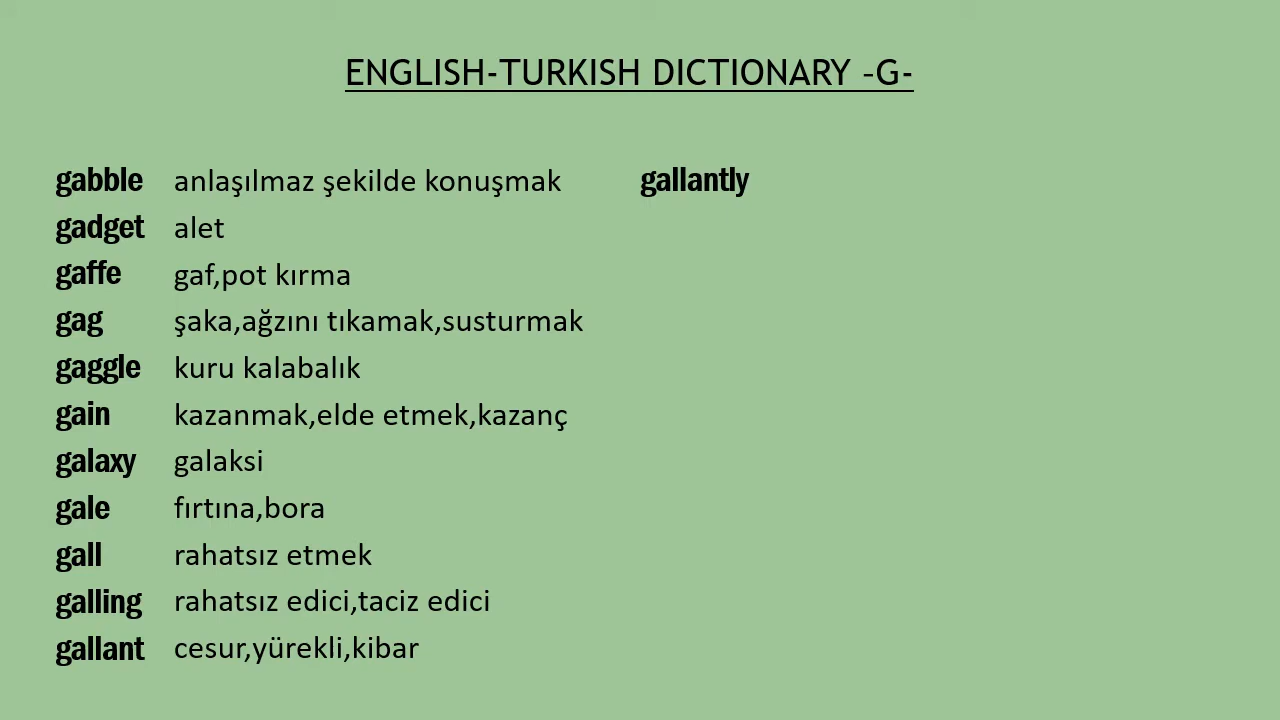 ENGLISH-TURKISH DICTIONARY –G-
gabble anlaşılmaz şekilde konuşmak
gadget alet
gaffe gaf,pot kırma
gag şaka,ağzını tıkamak,susturmak
gaggle kuru kalabalık
gain kazanmak,elde etmek,kazanç
galaxy galaksi
gale fırtına,bora
gall rahatsız etmek
galling rahatsız edici,taciz edici
gallant cesur,yürekli,kibar
gallantly